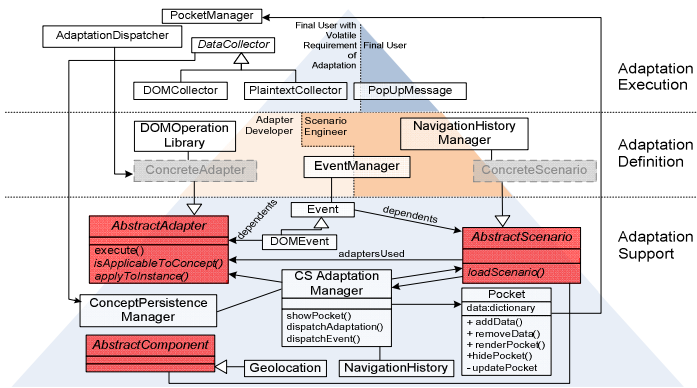 PocketManager
AdaptationDispatcher
DataCollector
Final User with
Volatile
Requirement
of
Adaptation
Final User
DOMCollector
PlaintextCollector
PopUpMessage
Adaptation
Execution
Adapter
Developer
Scenario
Engineer
DOMOperation
Library
NavigationHistory
Manager
ConcreteAdapter
EventManager
ConcreteScenario
Adaptation
Definition
Event
dependents
dependents
DOMEvent
AbstractAdapter
execute()
isApplicableToConcept()
applyToInstance()
AbstractScenario
loadScenario()
adaptersUsed
Adaptation
Support
CS Adaptation
Manager
showPocket()
dispatchAdaptation()
dispatchEvent()
ConceptPersistence
Manager
Pocket
data:dictionary
+ addData()
+ removeData()
+ renderPocket()
+hidePocket()
- updatePocket
AbstractComponent
Geolocation
NavigationHistory